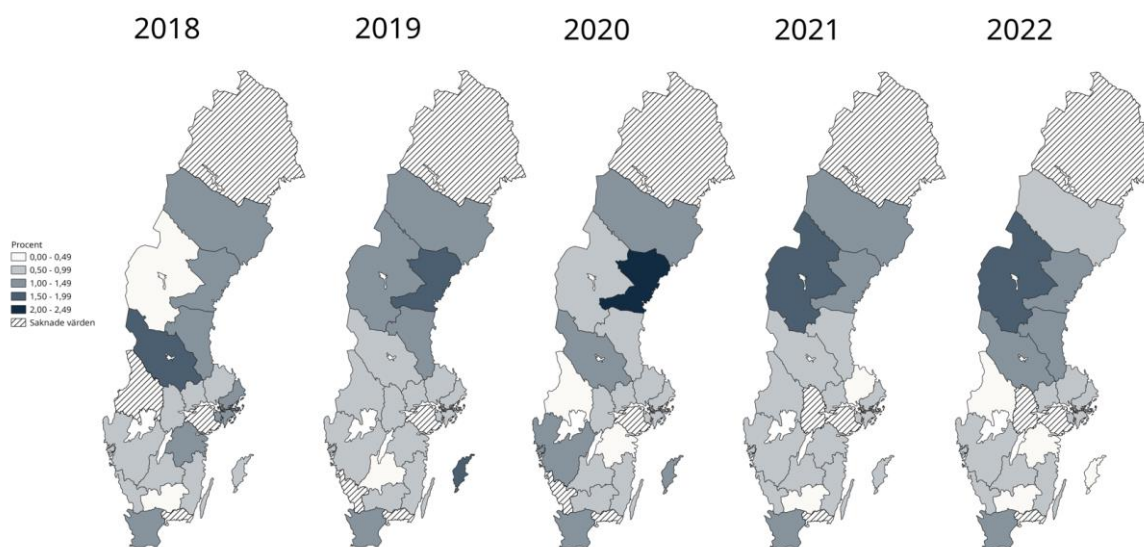 2018 2019 2020 2021 2022
Procent
0,00 - 0,49
0,50 - 0,99
1,00 - 1,49
1,50 - 1,99
2,00 - 2,49
Saknade värden